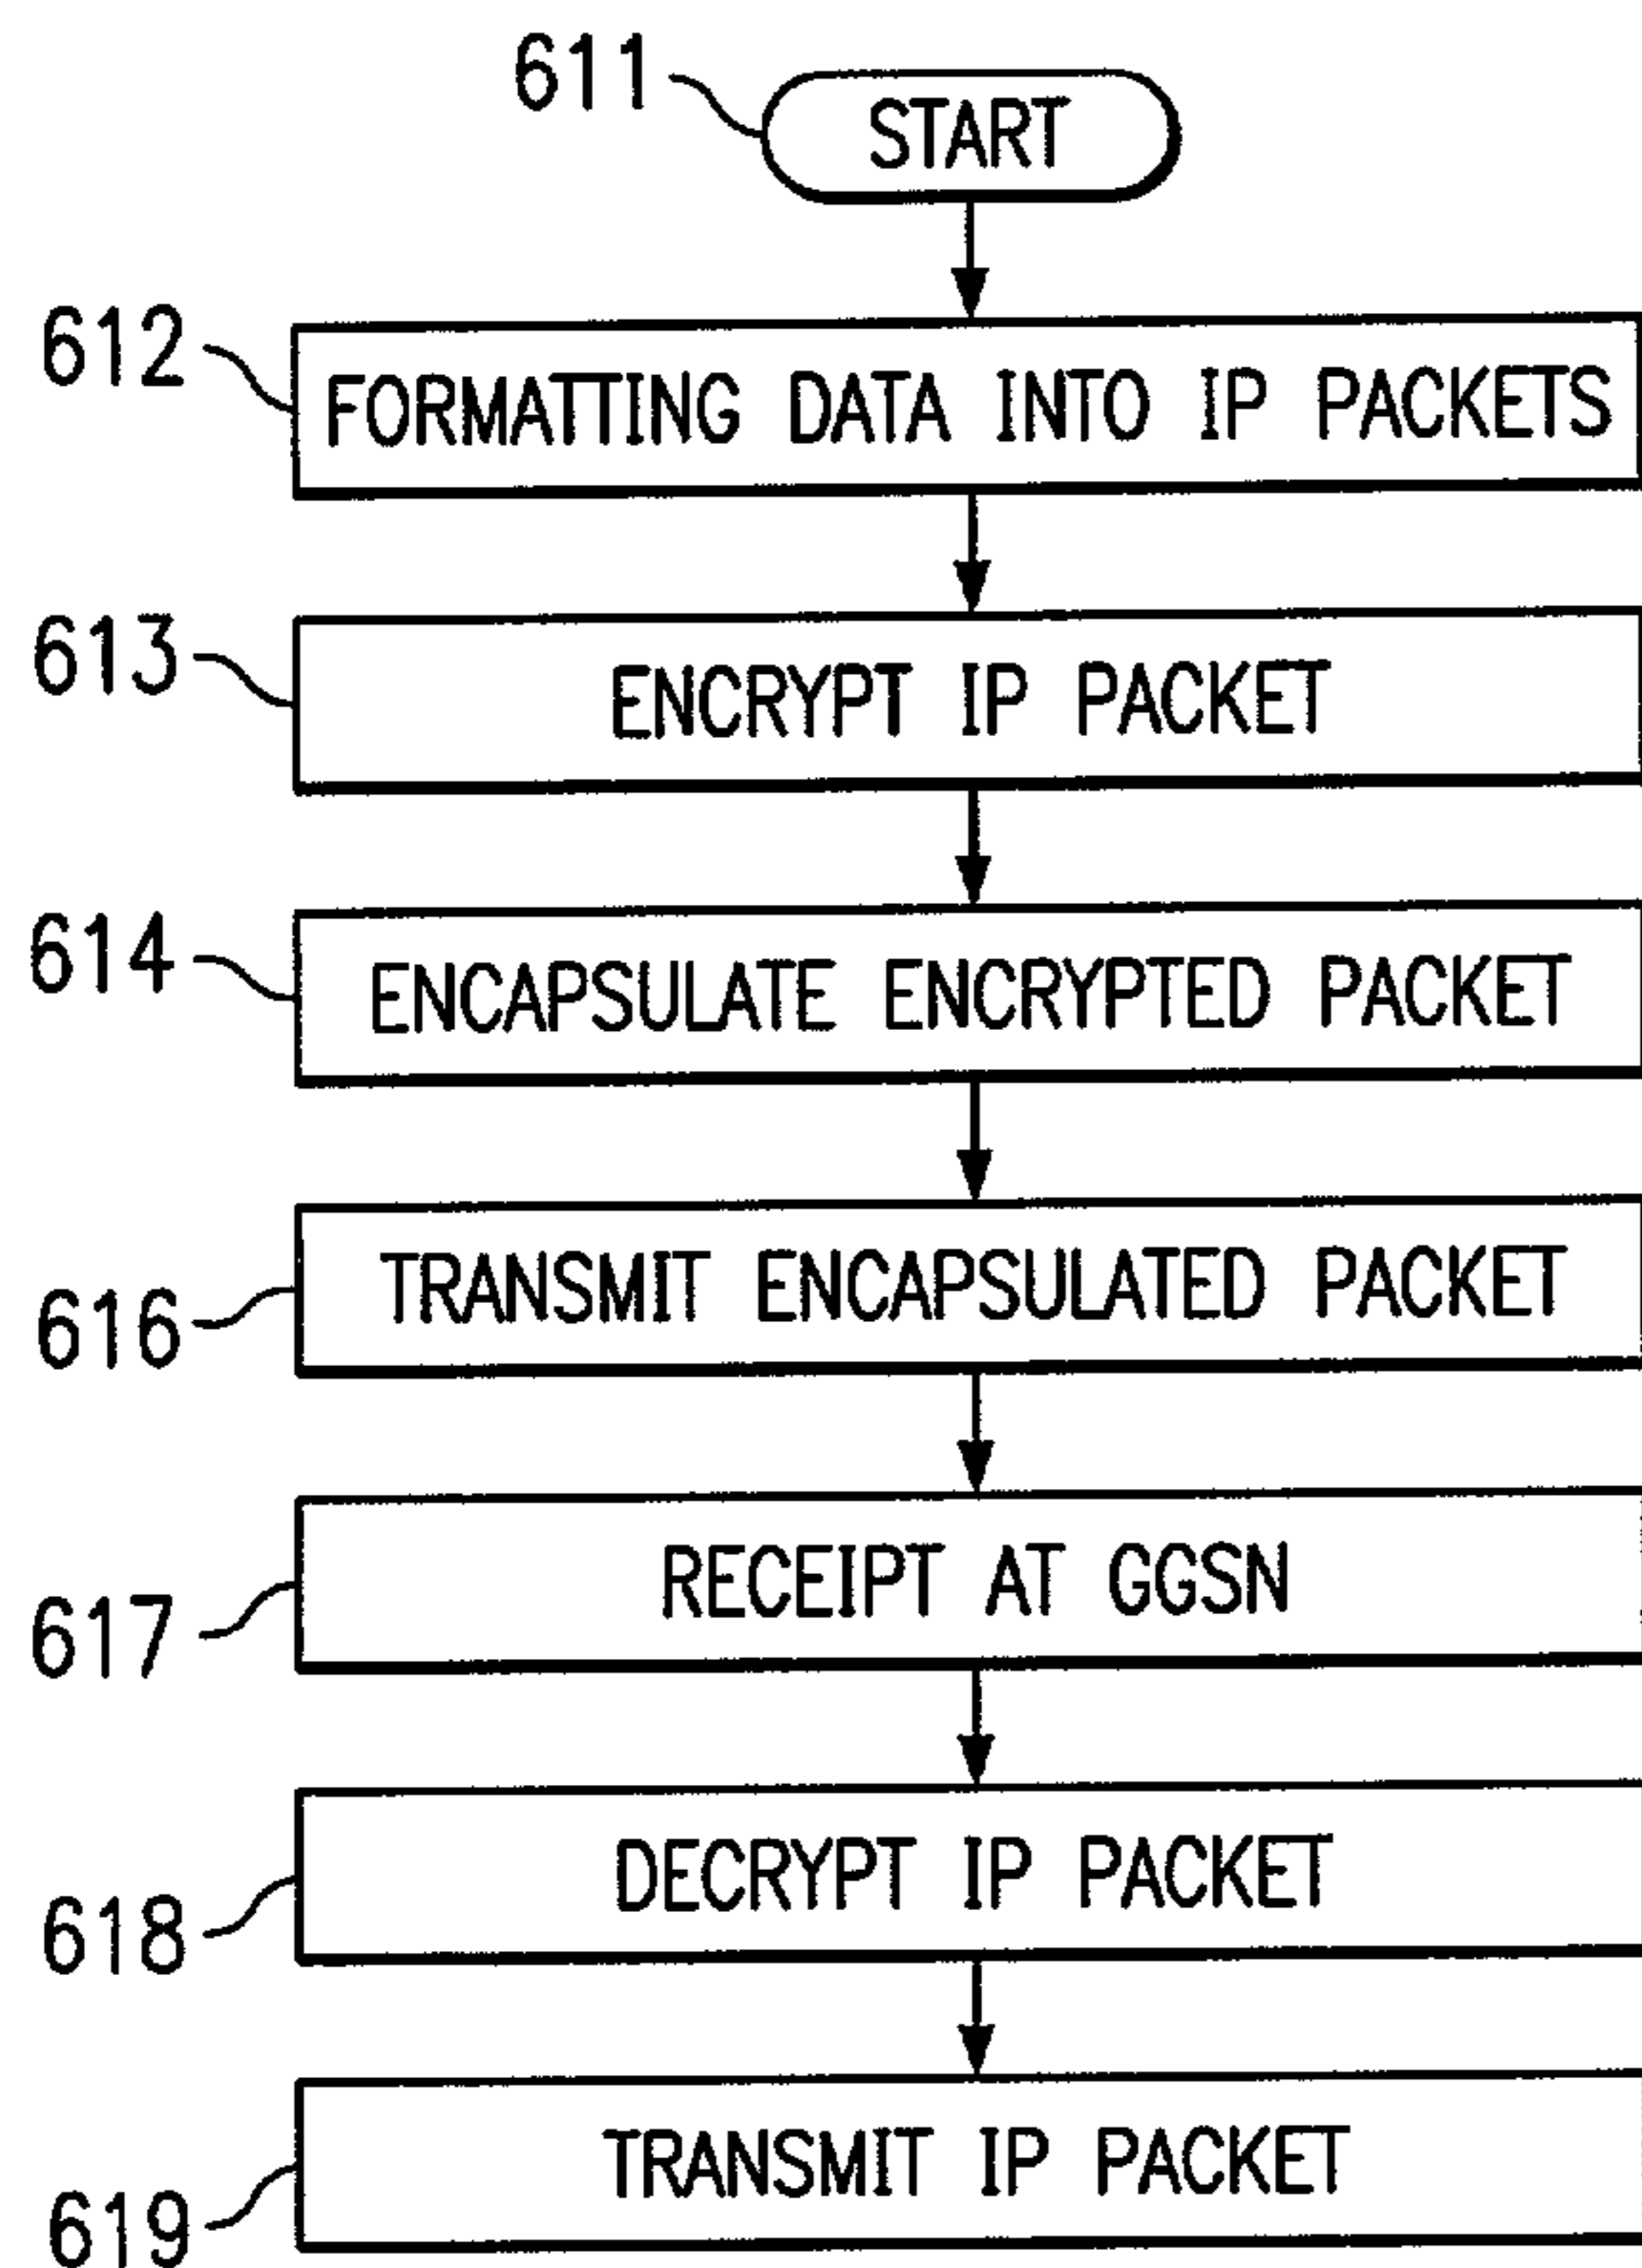 611
START
612
FORMATTING DATA INTO IP PACKETS
613
ENCRYPT IP PACKET
614
ENCAPSULATE ENCRYPTED PACKET
616
TRANSMIT ENCAPSULATED PACKET
617
RECEIPT AT GGSN
618
DECRYPT IP PACKET
619
TRANSMIT IP PACKET